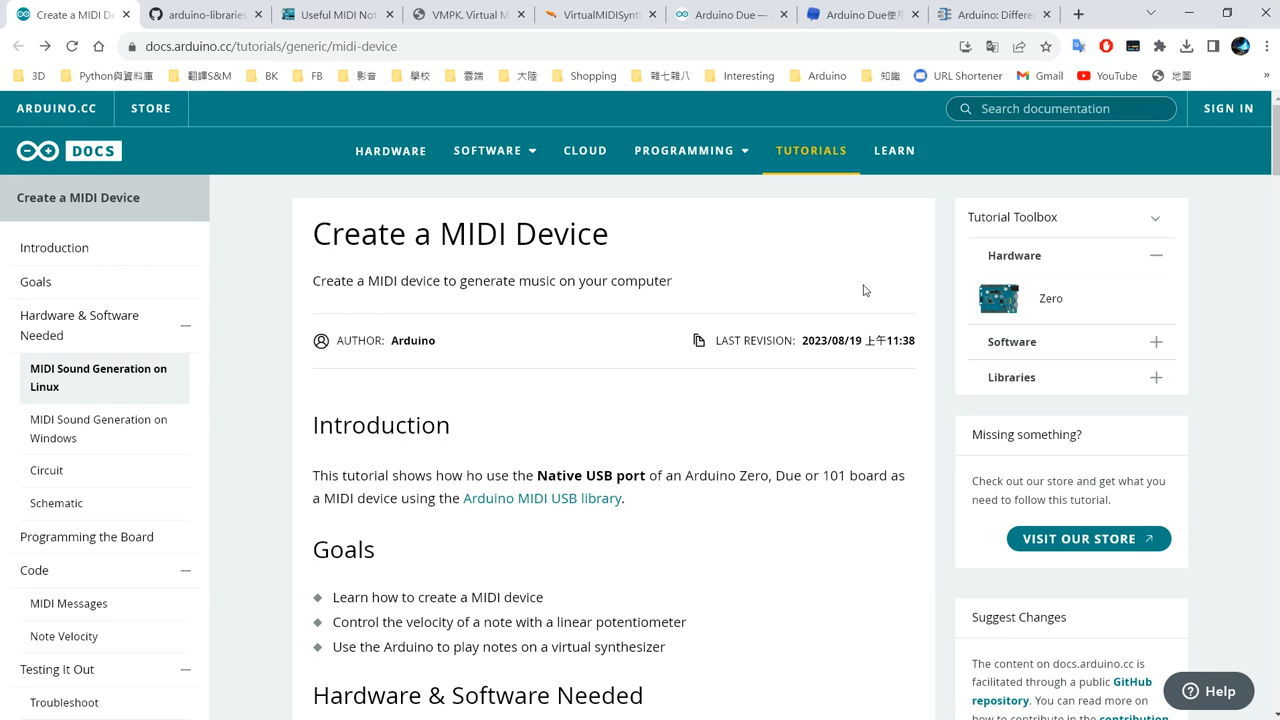 Create a MIDI D
arduino-libraries
Useful MIDI Not
VMPK. Virtual M
VirtualMIDISyn
Arduino Due —
Arduino Due使用
Arduino: Differe
docs.arduino.cc/tutorials/generic/midi-device
3D
Python與資料庫
翻譯S&M
BK
FB
影音
學校
雲端
大陸
Shopping
雜七雜八
Interesting
Arduino
知識
URL Shortener
Gmail
YouTube
地圖
»
ARDUINO.CC
STORE
Search documentation
SIGN IN
DOCS
HARDWARE
SOFTWARE
CLOUD
PROGRAMMING
TUTORIALS
LEARN
Create a MIDI Device
Introduction
Goals
Hardware & Software
Needed
MIDI Sound Generation on
Linux
MIDI Sound Generation on
Windows
Circuit
Schematic
Programming the Board
Code
MIDI Messages
Note Velocity
Testing It Out
Troubleshoot
Create a MIDI Device
Create a MIDI device to generate music on your computer
AUTHOR: Arduino
LAST REVISION: 2023/08/19 上午11:38
Introduction
This tutorial shows how ho use the Native USB port of an Arduino Zero, Due or 101 board as
a MIDI device using the Arduino MIDI USB library.
Goals
Learn how to create a MIDI device
Control the velocity of a note with a linear potentiometer
Use the Arduino to play notes on a virtual synthesizer
Hardware & Software Needed
Tutorial Toolbox
Hardware
Zero
Software
Libraries
Missing something?
Check out our store and get what you
need to follow this tutorial.
VISIT OUR STORE
Suggest Changes
The content on docs.arduino.cc is
facilitated through a public GitHub
repository. You can read more on
how to contribute in the contribution
Help